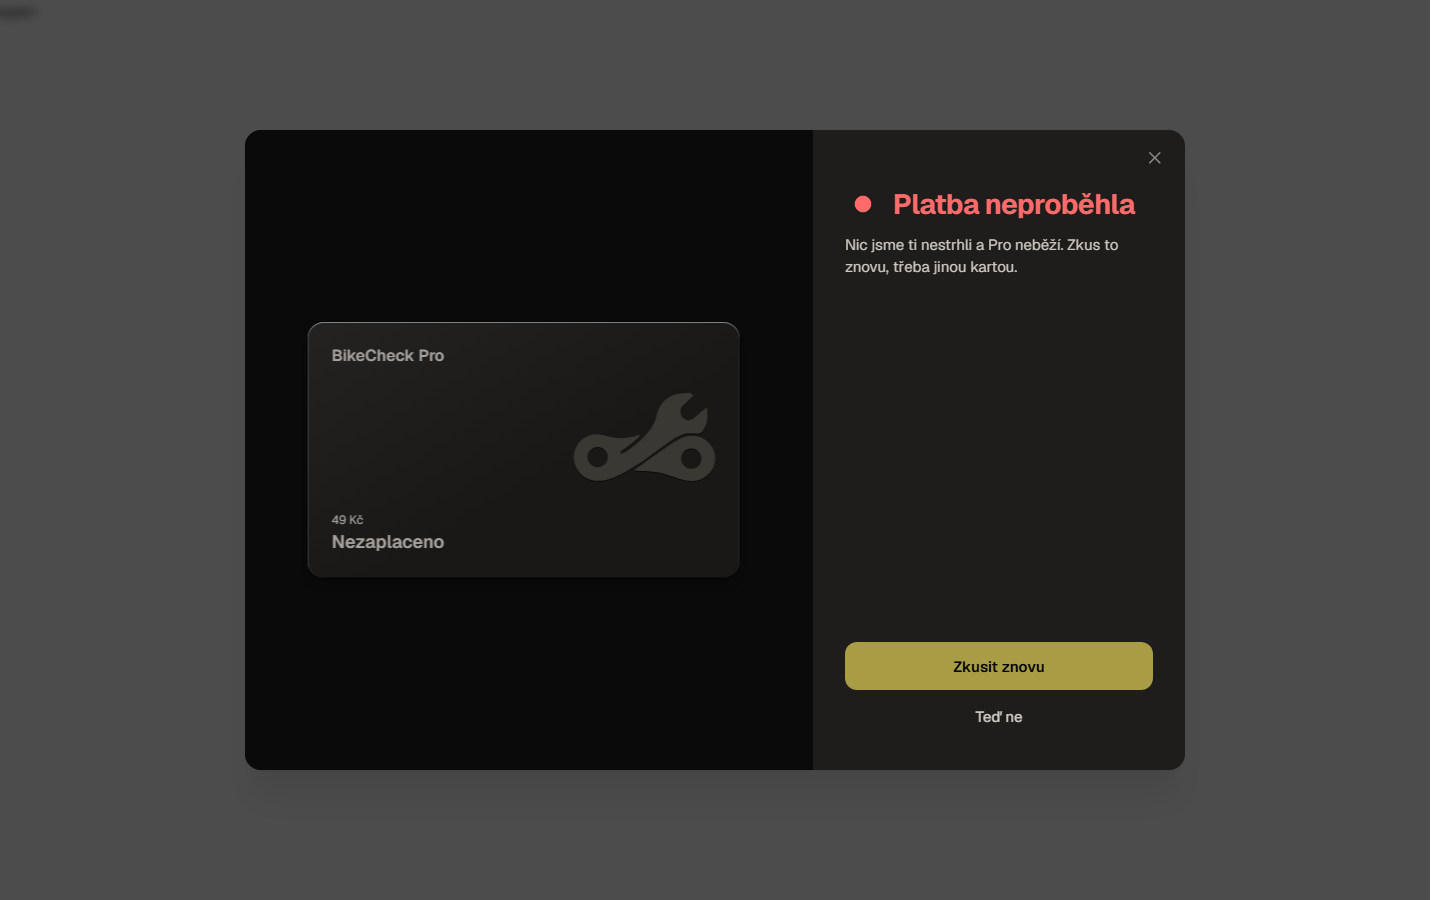 BikeCheck Pro
49 Kč
Nezaplaceno
Platba neproběhla
Nic jsme ti nestrhli a Pro neběží. Zkus to
znovu, třeba jinou kartou.
Zkusit znovu
Teď ne